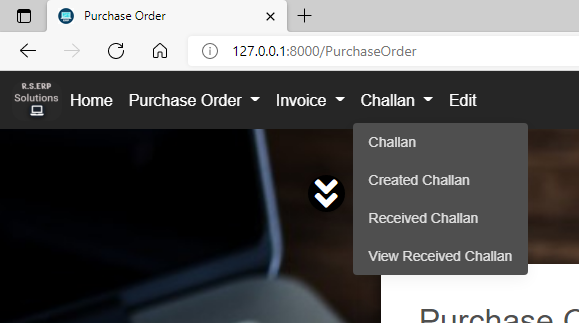 Purchase Order
127.0.0.1:8000/PurchaseOrder
R.S.ERP
Solutions
Home Purchase Order Invoice Challan Edit
Challan
Created Challan
Received Challan
View Received Challan
Purchase